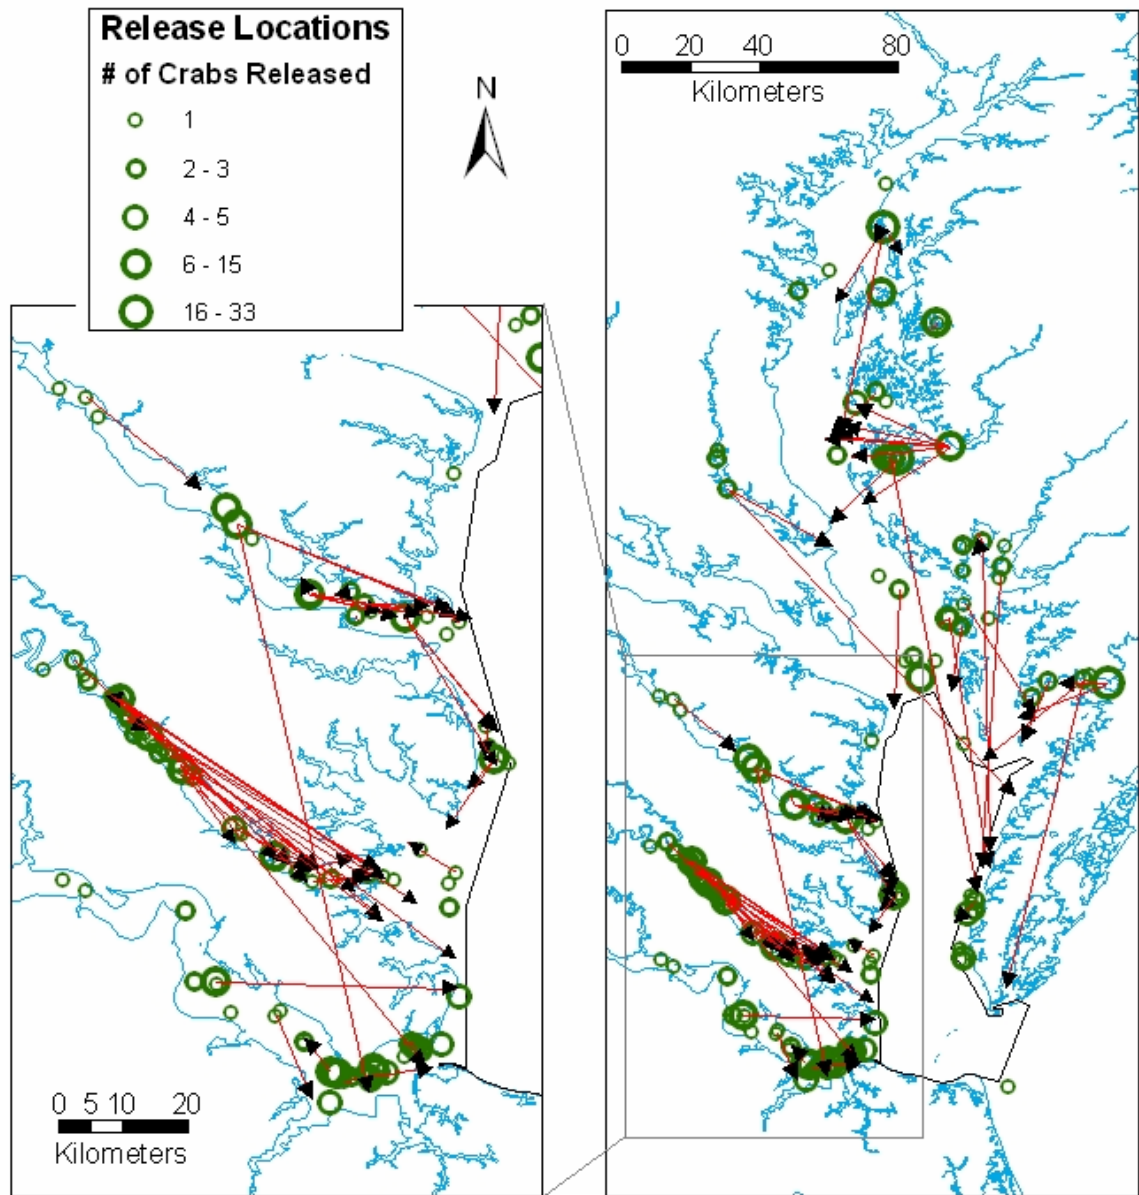 Release Locations
# of Crabs Released
1
2 - 3
4 - 5
6 - 15
16 - 33
N
0 20 40 80
Kilometers
0 5 10 20
Kilometers